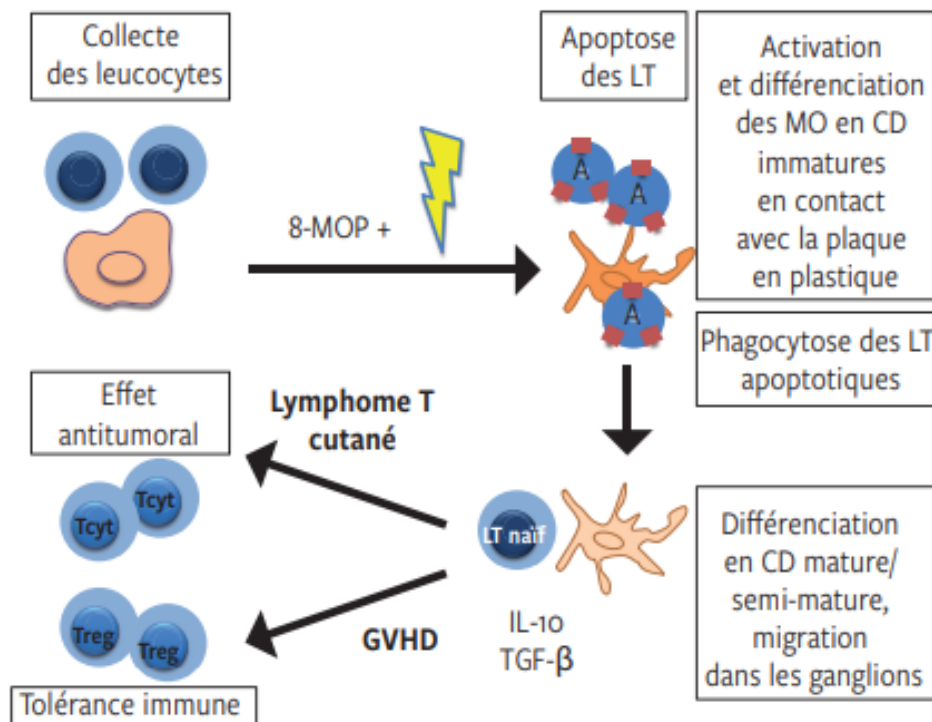 Collecte
des leucocytes
8-MOP +
Apoptose
des LT
A
A
A
Activation
et différenciation
des MO en CD
immatures
en contact
avec la plaque
en plastique
Phagocytose des LT
apoptotiques
Différenciation
en CD mature/
semi-mature,
migration
dans les ganglions
LT naïf
IL-10
TGF-β
Lymphome T
cutané
Effet
antitumoral
Tcyt
Tcyt
GVHD
Treg
Treg
Tolérance immune